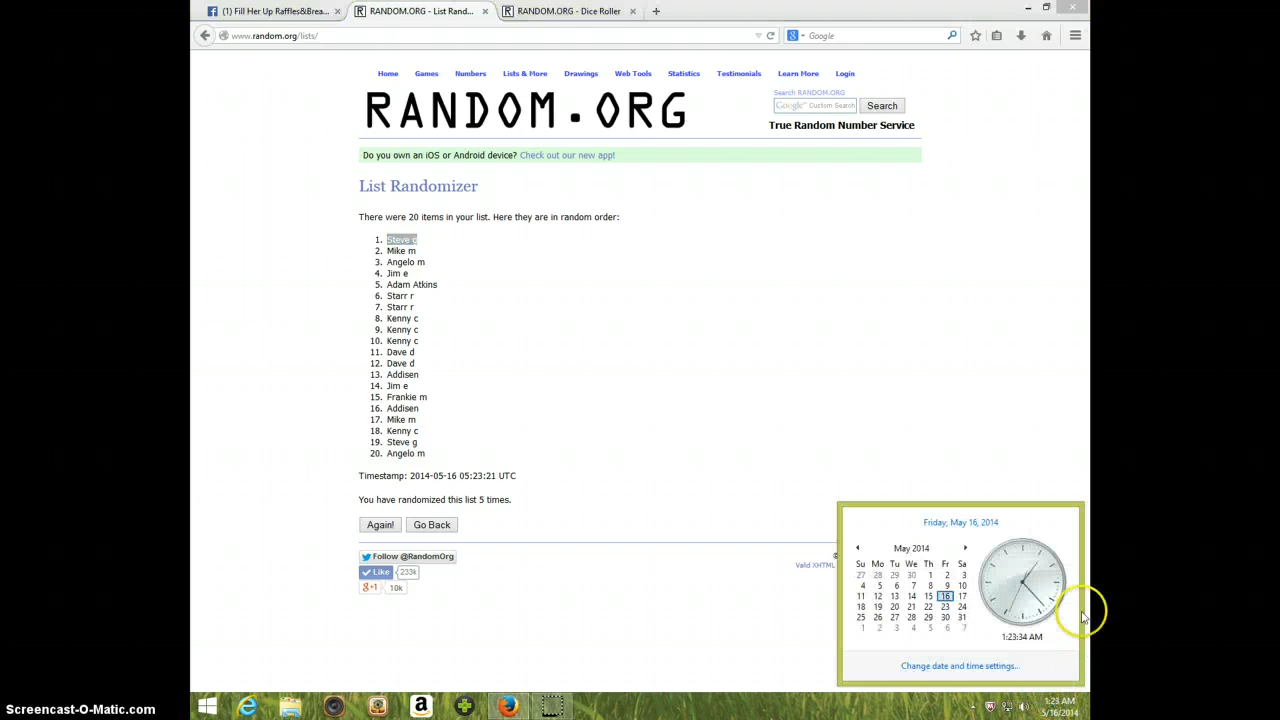 (1) Fill Her Up Raffles&Brea...
RANDOM.ORG - List Rand...
RANDOM.ORG - Dice Roller
www.random.org/lists/
Google
Home Games Numbers Lists & More Drawings Web Tools Statistics Testimonials Learn More Login
RANDOM.ORG
Search RANDOM.ORG
Google™ Custom Search
Search
True Random Number Service
Do you own an iOS or Android device? Check out our new app!
List Randomizer
There were 20 items in your list. Here they are in random order:
1. Steve g
2. Mike m
3. Angelo m
4. Jim e
5. Adam Atkins
6. Starr r
7. Starr r
8. Kenny c
9. Kenny c
10. Kenny c
11. Dave d
12. Dave d
13. Addisen
14. Jim e
15. Frankie m
16. Addisen
17. Mike m
18. Kenny c
19. Steve g
20. Angelo m
Timestamp: 2014-05-16 05:23:21 UTC
You have randomized this list 5 times.
Again! Go Back
Follow @RandomOrg
Like 233k
g+1 10k
©
Valid XHTML
Friday, May 16, 2014
May 2014
Su Mo Tu We Th Fr Sa
27 28 29 30 1 2 3
4 5 6 7 8 9 10
11 12 13 14 15 16 17
18 19 20 21 22 23 24
25 26 27 28 29 30 31
1 2 3 4 5 6 7
1:23:34 AM
Change date and time settings...
1:23 AM
5/16/2014
Screencast-O-Matic.com